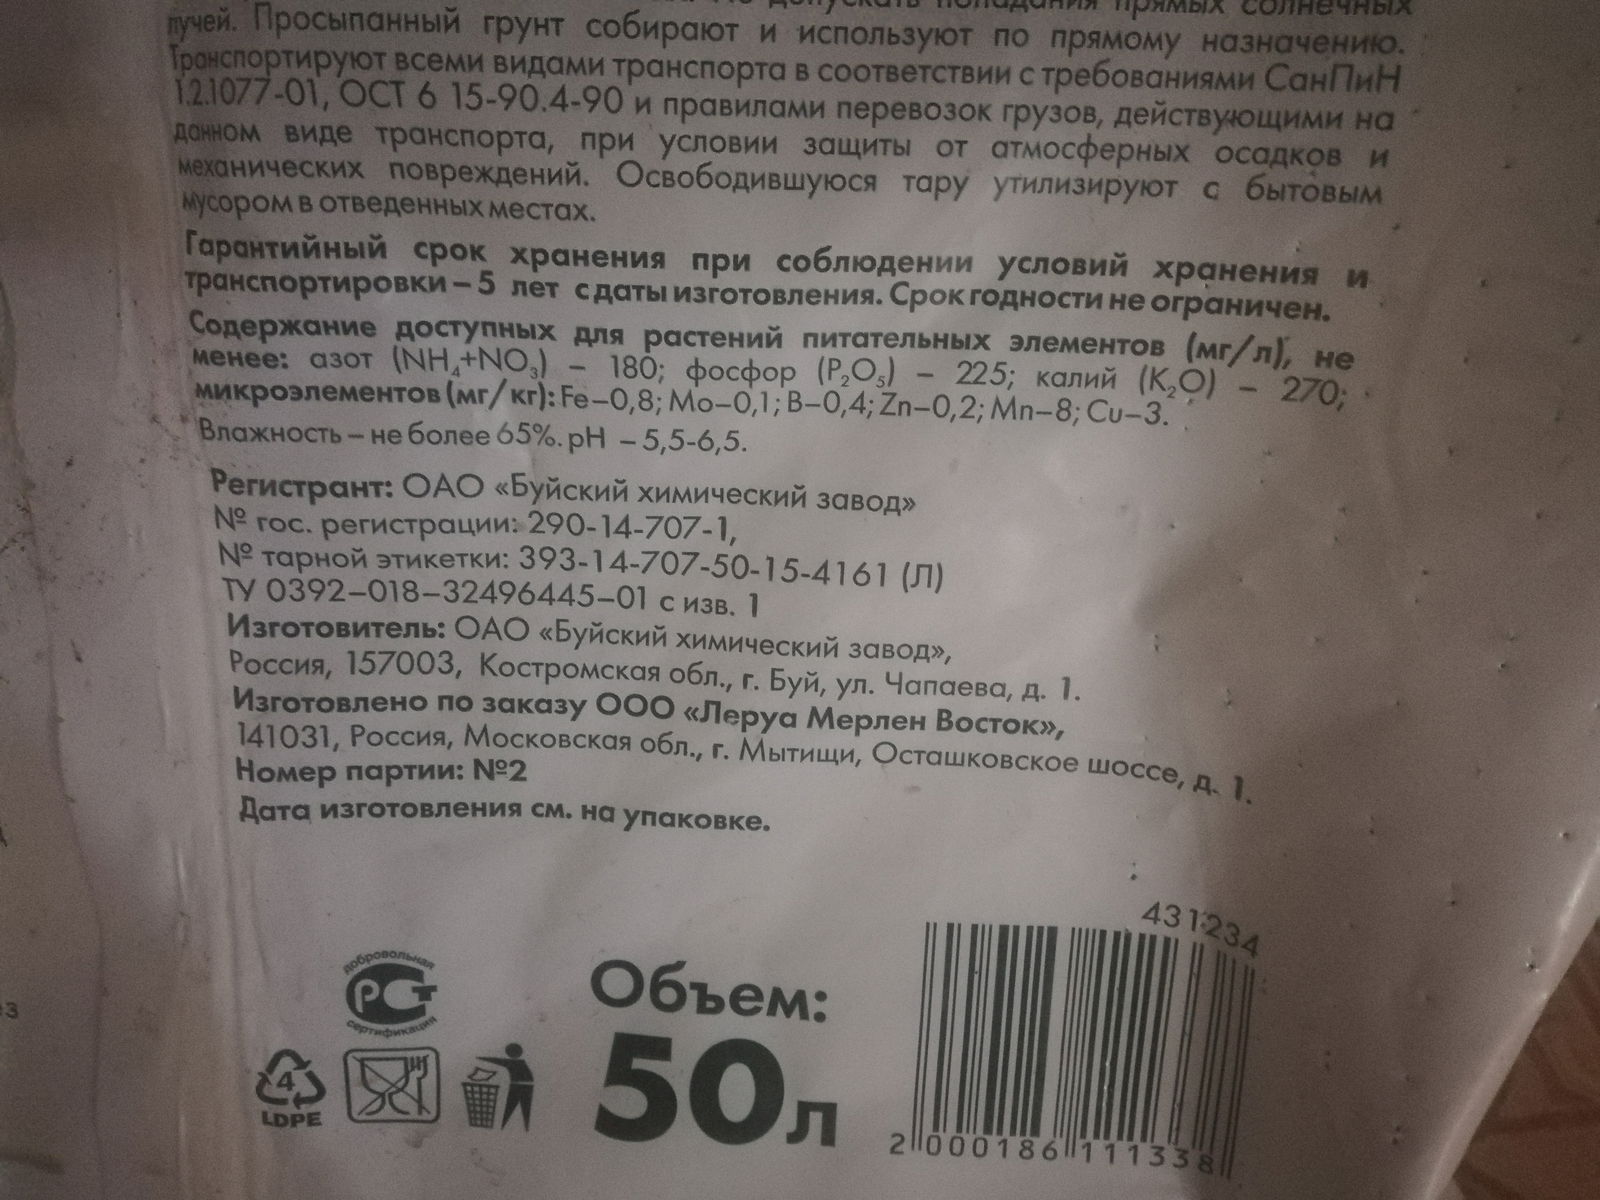 не допускать попадания прямых солнечных
лучей. Просыпанный грунт собирают и используют по прямому назначению.
Транспортируют всеми видами транспорта в соответствии с требованиями СанПиН
1.2.1077-01, ОСТ 6 15-90.4-90 и правилами перевозок грузов, действующими на
данном виде транспорта, при условии защиты от атмосферных осадков и
механических повреждений. Освободившуюся тару утилизируют с бытовым
мусором в отведенных местах.
Гарантийный срок хранения при соблюдении условий хранения и
транспортировки – 5 лет с даты изготовления. Срок годности не ограничен.
Содержание доступных для растений питательных элементов (мг/л), не
менее: азот (NH₄+NO₃) – 180; фосфор (P₂O₅) – 225; калий (K₂O) – 270;
микроэлементов (мг/кг): Fe–0,8; Mo–0,1; B–0,4; Zn–0,2; Mn–8; Cu–3.
Влажность – не более 65%. pH – 5,5-6,5.
Регистрант: ОАО «Буйский химический завод»
№ гос. регистрации: 290-14-707-1,
№ тарной этикетки: 393-14-707-50-15-4161 (Л)
ТУ 0392–018–32496445–01 с изв. 1
Изготовитель: ОАО «Буйский химический завод»,
Россия, 157003, Костромская обл., г. Буй, ул. Чапаева, д. 1.
Изготовлено по заказу ООО «Леруа Мерлен Восток»,
141031, Россия, Московская обл., г. Мытищи, Осташковское шоссе, д. 1.
Номер партии: №2
Дата изготовления см. на упаковке.
431234
добровольная
РСТ
сертификация
Объем:
50л
4
LDPE
2 000186 111338